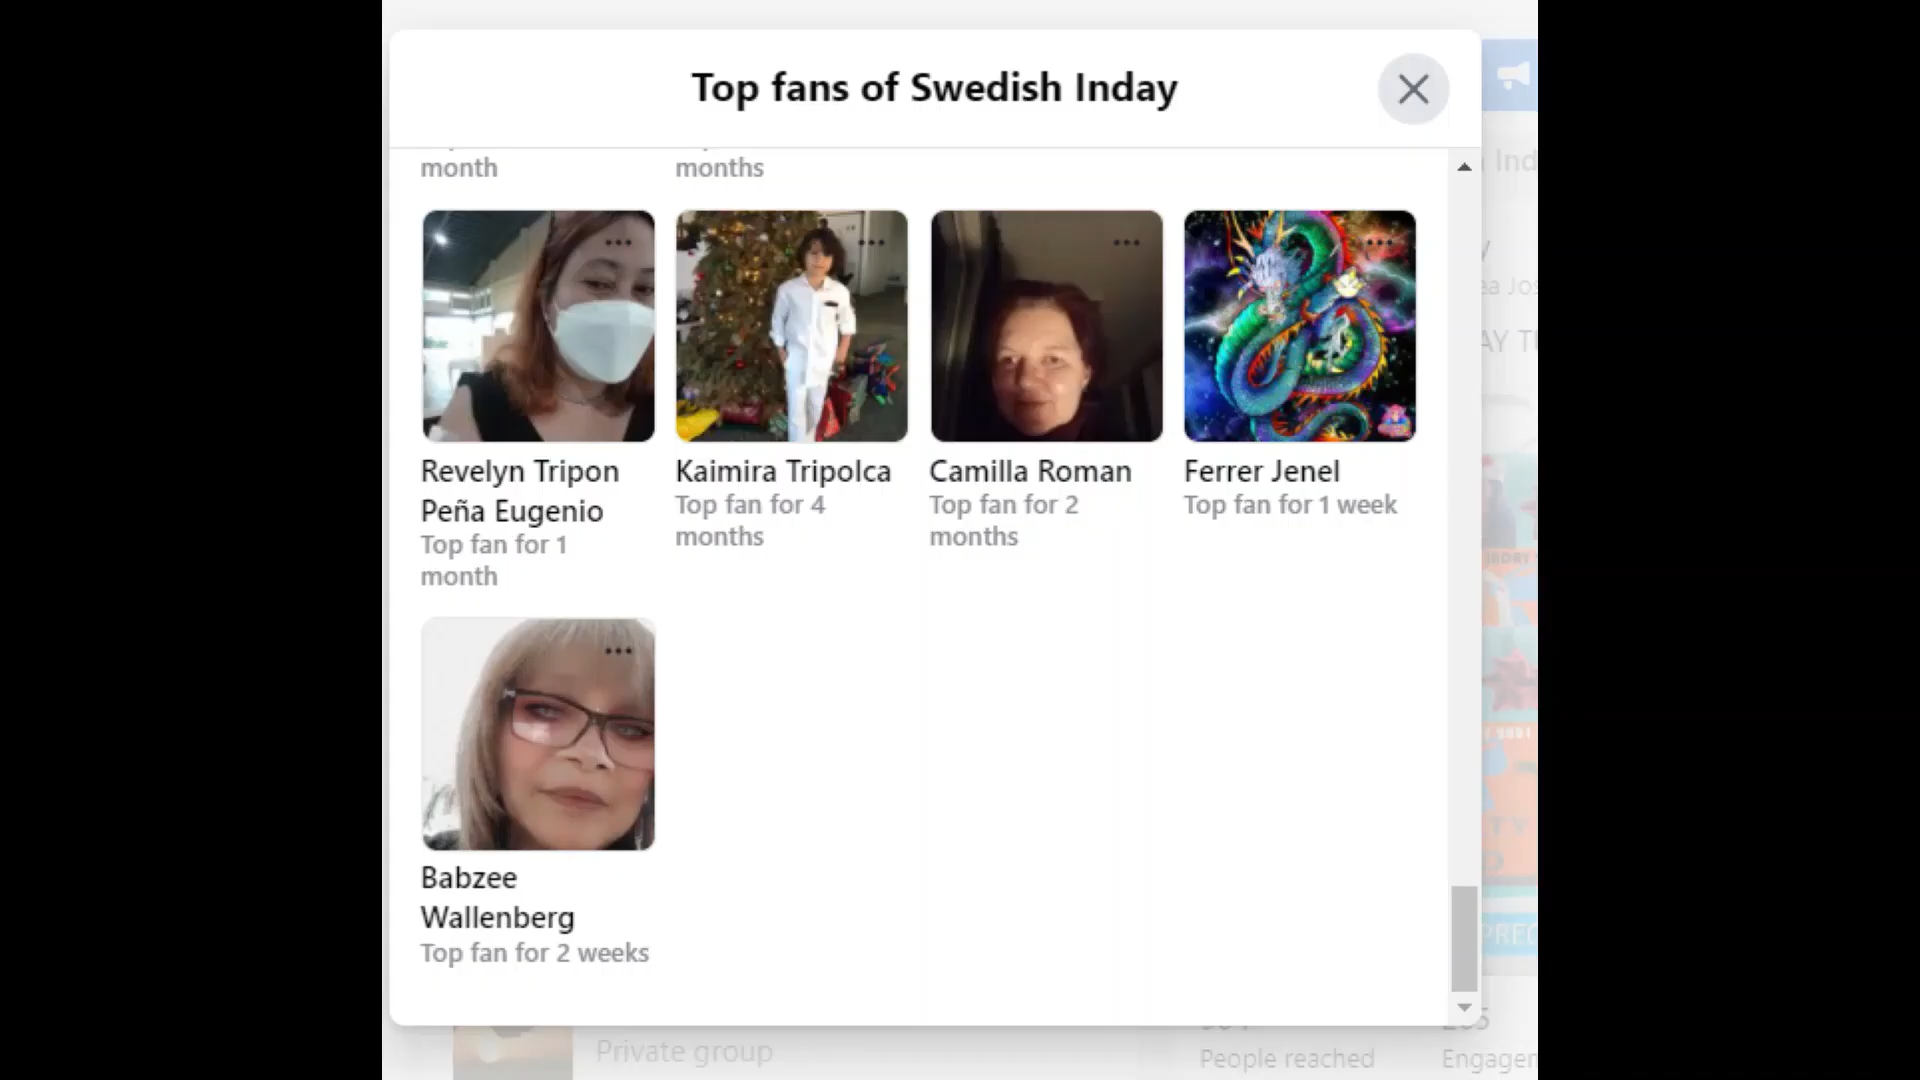 Top fans of Swedish Inday
month
months
Revelyn Tripon
Peña Eugenio
Top fan for 1
month
Kaimira Tripolca
Top fan for 4
months
Camilla Roman
Top fan for 2
months
Ferrer Jenel
Top fan for 1 week
Babzee
Wallenberg
Top fan for 2 weeks
Private group
People reached